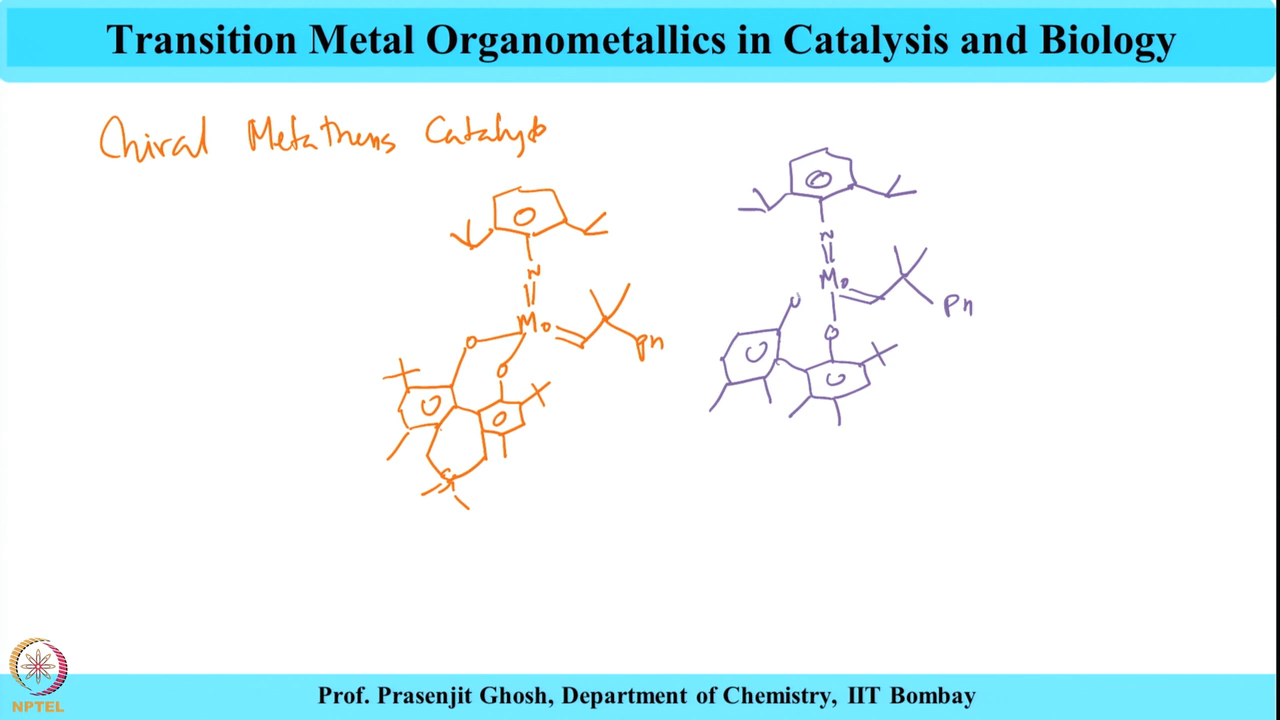 Transition Metal Organometallics in Catalysis and Biology
Chiral Metathesis Catalyst
N
Mo
Ph
O
O
N
Mo
Ph
O
O
Prof. Prasenjit Ghosh, Department of Chemistry, IIT Bombay
NPTEL